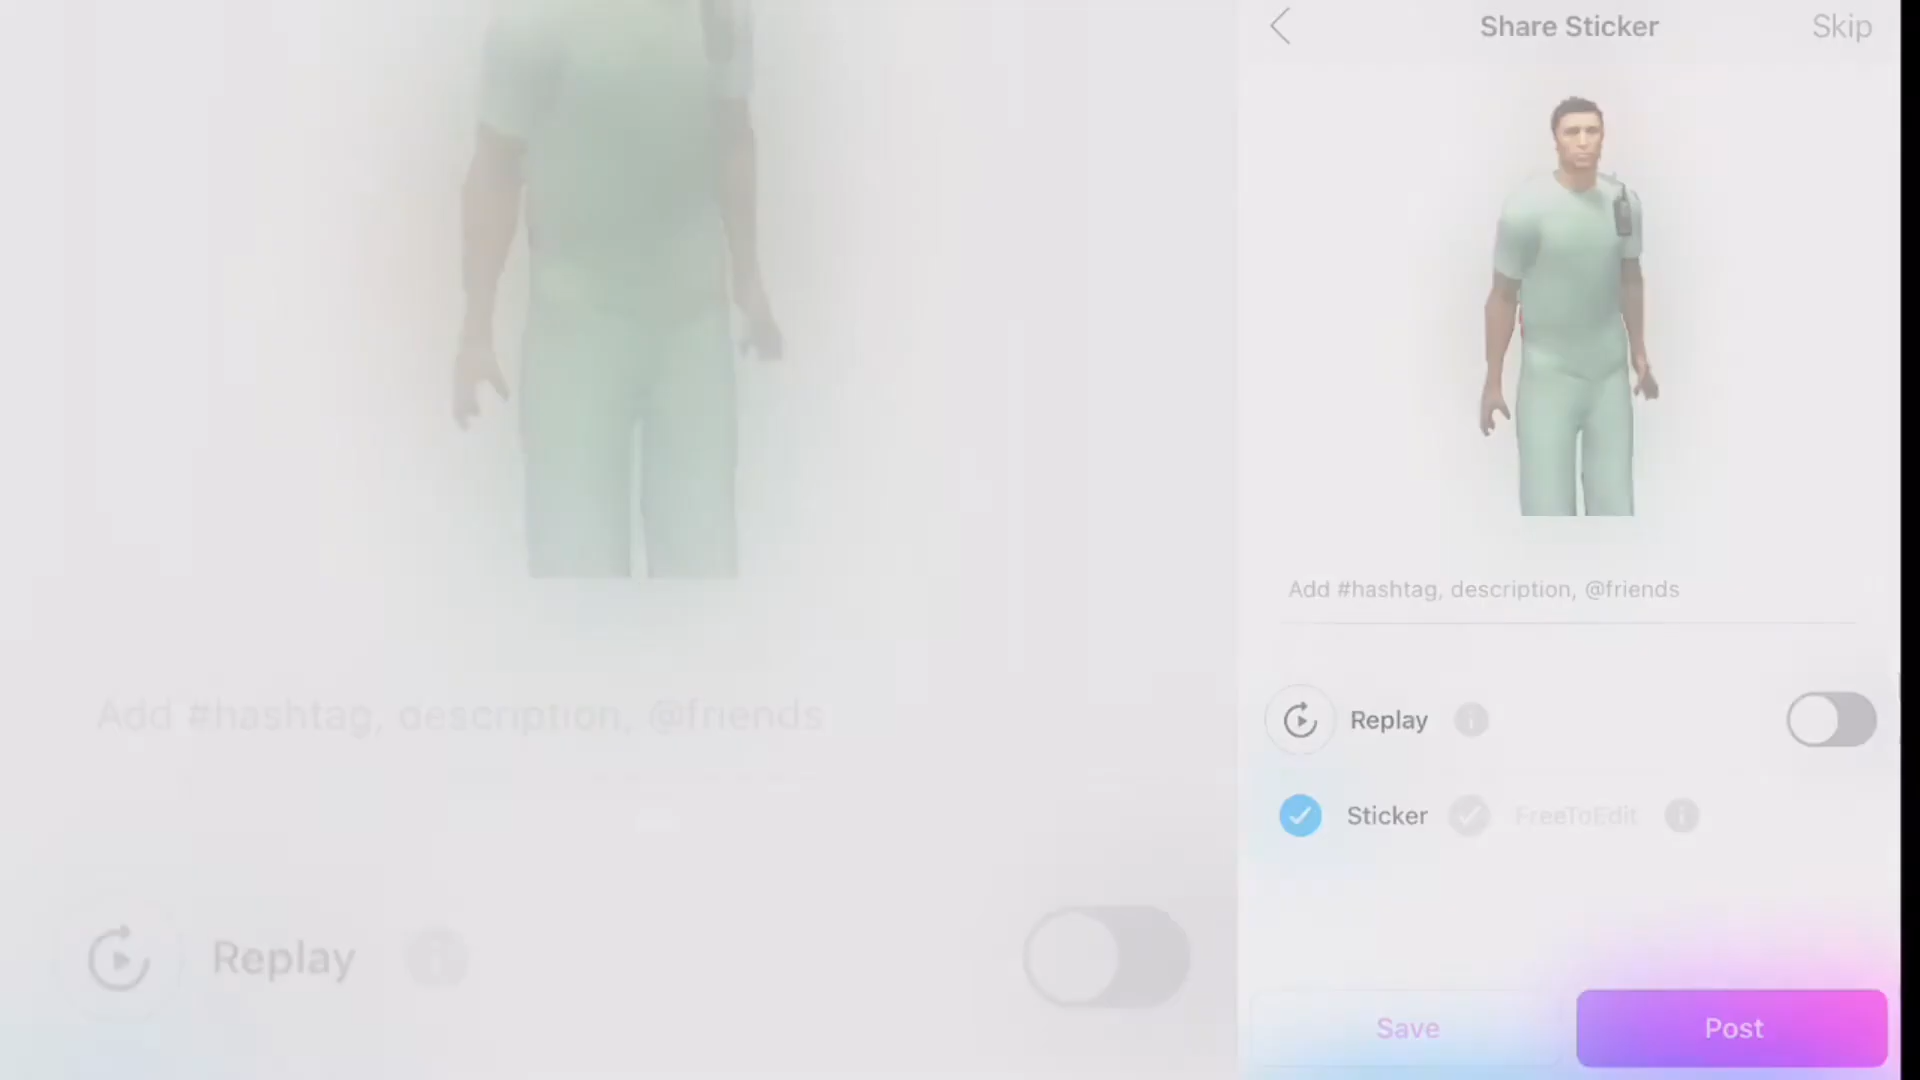 Share Sticker
Skip
Add #hashtag, description, @friends
Replay
Sticker
FreeToEdit
Save
Post
Add #hashtag, description, @friends
Replay